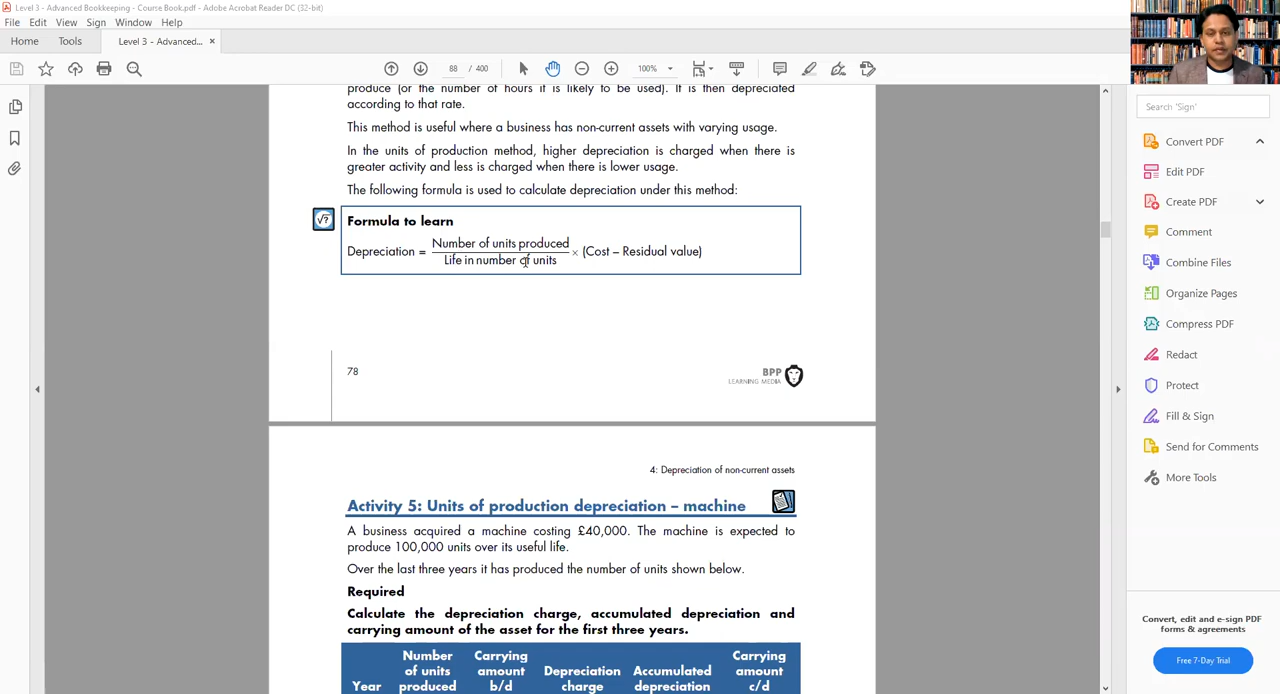 Level 3 - Advanced Bookkeeping - Course Book.pdf - Adobe Acrobat Reader DC (32-bit)
File Edit View Sign Window Help
Home Tools Level 3 - Advanced... ×
88 / 400 100%
Search 'Sign'
Convert PDF
Edit PDF
Create PDF
Comment
Combine Files
Organize Pages
Compress PDF
Redact
Protect
Fill & Sign
Send for Comments
More Tools
Convert, edit and e-sign PDF
forms & agreements
Free 7-Day Trial
produce (or the number of hours it is likely to be used). It is then depreciated
according to that rate.
This method is useful where a business has non-current assets with varying usage.
In the units of production method, higher depreciation is charged when there is
greater activity and less is charged when there is lower usage.
The following formula is used to calculate depreciation under this method:
√?
Formula to learn
Number of units produced
Depreciation = × (Cost – Residual value)
Life in number of units
78
BPP
LEARNING MEDIA
4: Depreciation of non-current assets
Activity 5: Units of production depreciation – machine
A business acquired a machine costing £40,000. The machine is expected to
produce 100,000 units over its useful life.
Over the last three years it has produced the number of units shown below.
Required
Calculate the depreciation charge, accumulated depreciation and
carrying amount of the asset for the first three years.
Number Carrying Carrying
of units amount Depreciation Accumulated amount
Year produced b/d charge depreciation c/d